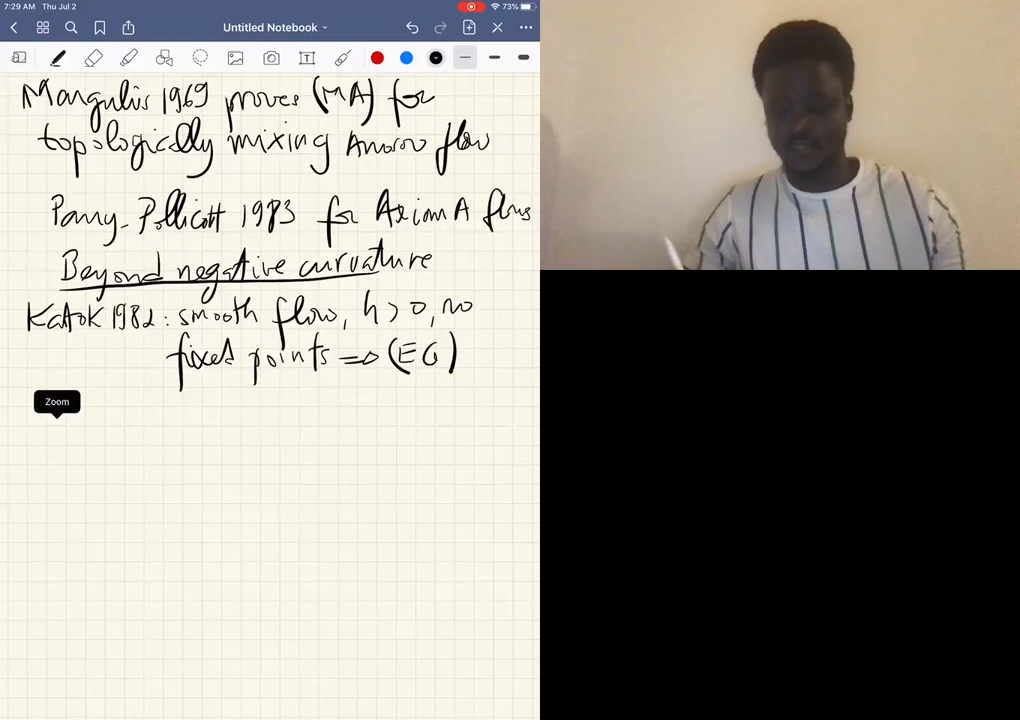 7:29 AM Thu Jul 2
73%
Untitled Notebook
Margulis 1969 proves (MA) for
topologically mixing Anosov flow
Parry-Pollicott 1983 for Axiom A flows
Beyond negative curvature
Katok 1982: smooth flow, h > 0, no
fixed points ⇒ (EG)
Zoom